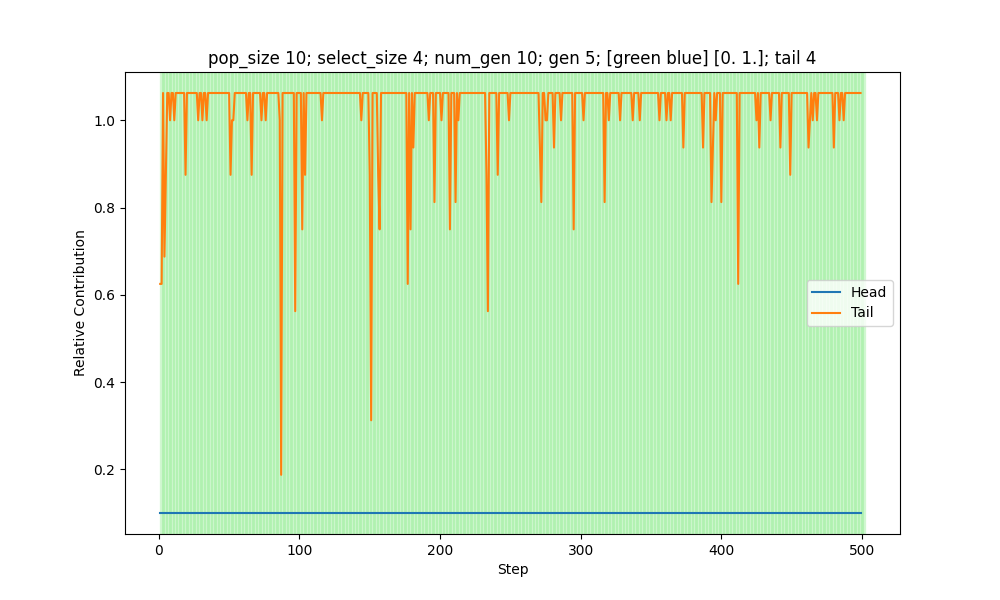 pop_size 10; select_size 4; num_gen 10; gen 5; [green blue] [0. 1.]; tail 4
1.0
0.8
0.6
0.4
0.2
Relative Contribution
Head
Tail
0 100 200 300 400 500
Step